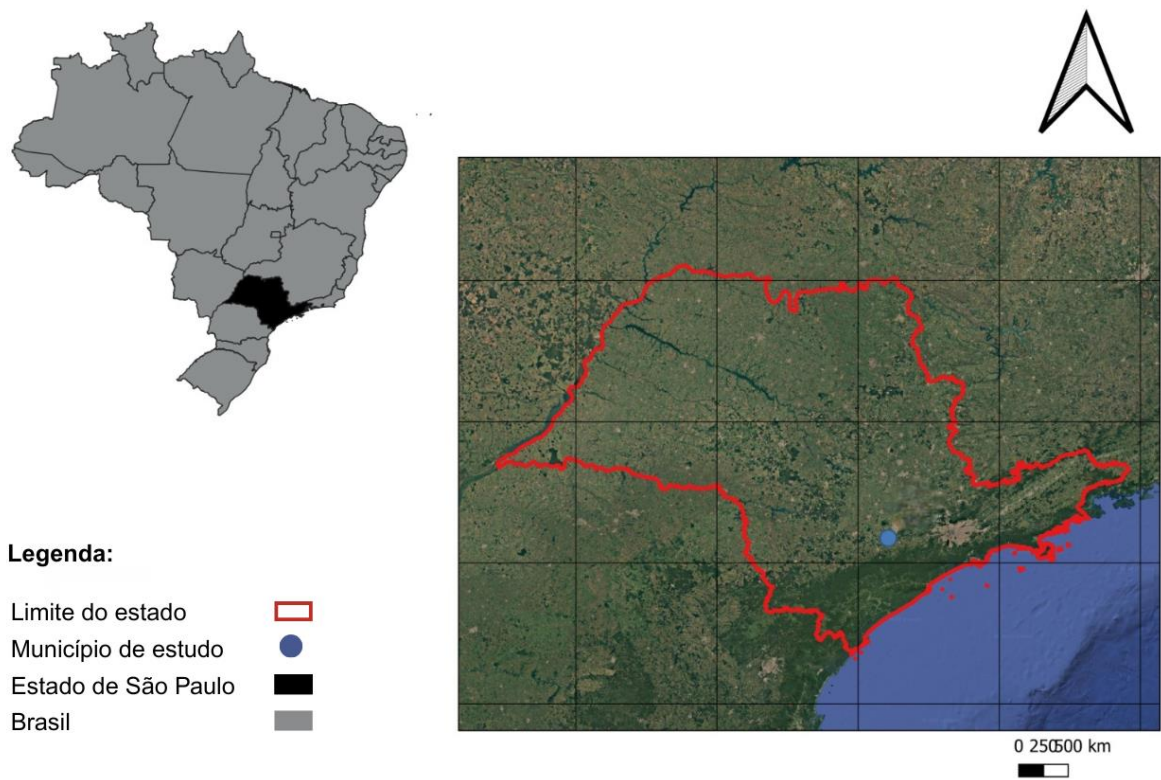 Legenda:
Limite do estado
Município de estudo
Estado de São Paulo
Brasil
0 250500 km